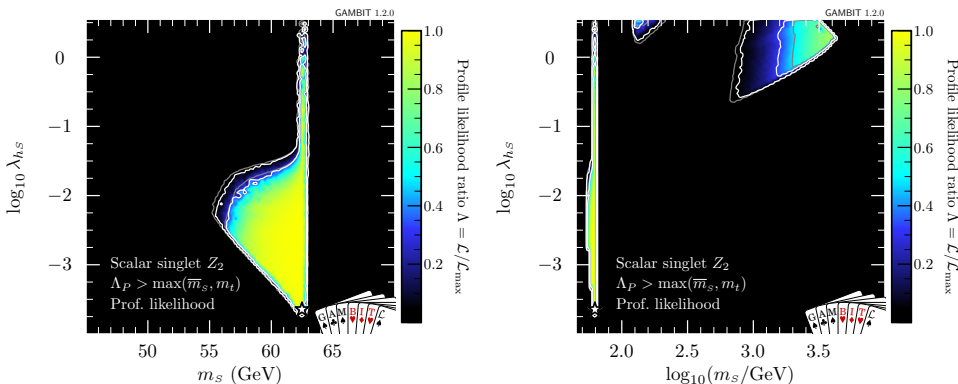 GAMBIT 1.2.0
0
−1
−2
−3
log₁₀ λhS
50
55
60
65
mS (GeV)
Scalar singlet Z₂
ΛP > max(m̅S, mt)
Prof. likelihood
GAMBIT
1.0
0.8
0.6
0.4
0.2
Profile likelihood ratio Λ = ℒ/ℒmax
GAMBIT 1.2.0
0
−1
−2
−3
log₁₀ λhS
2.0
2.5
3.0
3.5
log₁₀(mS/GeV)
Scalar singlet Z₂
ΛP > max(m̅S, mt)
Prof. likelihood
GAMBIT
1.0
0.8
0.6
0.4
0.2
Profile likelihood ratio Λ = ℒ/ℒmax